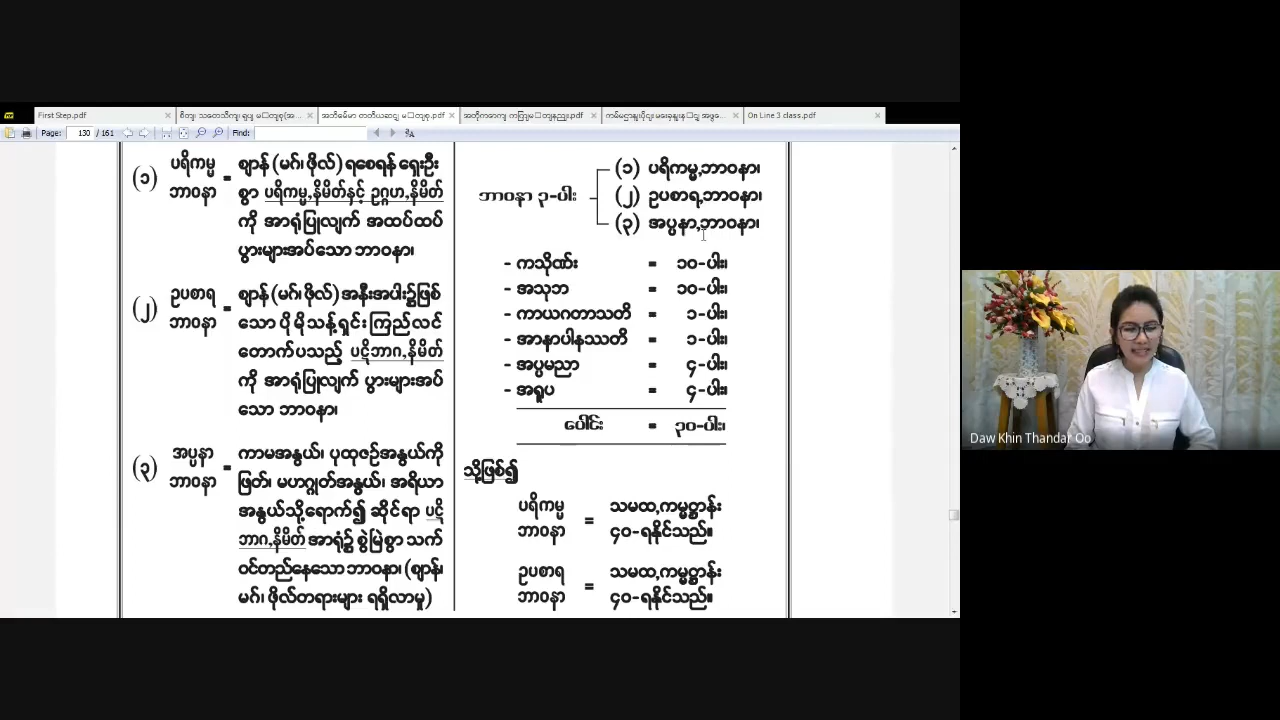 First Step.pdf
On Line 3 class.pdf
Page: 130 / 161
Find:
(၁) ပရိကမ္မ ဘာဝနာ = ဈာန် (မဂ်၊ ဖိုလ်) ရစေရန် ရှေးဦး
စွာ ပရိကမ္မ,နိမိတ်နှင့် ဥဂ္ဂဟ,နိမိတ်
ကို အာရုံပြုလျက် အထပ်ထပ်
ပွားများအပ်သော ဘာဝနာ၊
(၂) ဥပစာရ ဘာဝနာ = ဈာန် (မဂ်၊ ဖိုလ်) အနီးအပါး၌ဖြစ်
သော ပို မို သန့် ရှင်း ကြည်လင်
တောက်ပသည့် ပဋိဘာဂ,နိမိတ်
ကို အာရုံပြုလျက် ပွားများအပ်
သော ဘာဝနာ၊
(၃) အပ္ပနာ ဘာဝနာ = ကာမအနွယ်၊ ပုထုဇဉ်အနွယ်ကို
ဖြတ်၊ မဟဂ္ဂုတ်အနွယ်၊ အရိယာ
အနွယ်သို့ရောက်၍ ဆိုင်ရာ ပဋိ
ဘာဂ,နိမိတ် အာရုံ၌ စွဲမြဲစွာ သက်
ဝင်တည်နေသော ဘာဝနာ၊ (ဈာန်၊
မဂ်၊ ဖိုလ်တရားများ ရရှိလာမှု)
ဘာဝနာ ၃-ပါး
(၁) ပရိကမ္မ,ဘာဝနာ၊
(၂) ဥပစာရ,ဘာဝနာ၊
(၃) အပ္ပနာ,ဘာဝနာ၊
- ကသိုဏ်း = ၁၀-ပါး၊
- အသုဘ = ၁၀-ပါး၊
- ကာယဂတာသတိ = ၁-ပါး၊
- အာနာပါနဿတိ = ၁-ပါး၊
- အပ္ပမညာ = ၄-ပါး၊
- အရူပ = ၄-ပါး၊
ပေါင်း = ၃၀-ပါး၊
သို့ဖြစ်၍
ပရိကမ္မ ဘာဝနာ = သမထ,ကမ္မဋ္ဌာန်း
၄၀-ရနိုင်သည်။
ဥပစာရ ဘာဝနာ = သမထ,ကမ္မဋ္ဌာန်း
၄၀-ရနိုင်သည်။
Daw Khin Thandar Oo